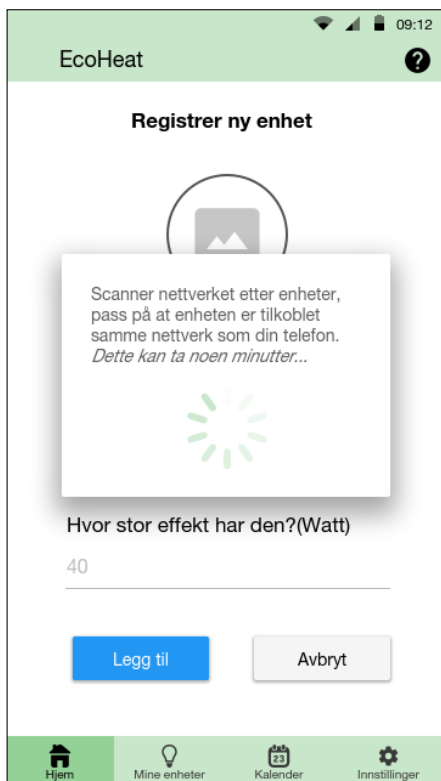 09:12
EcoHeat
?
Registrer ny enhet
Scanner nettverket etter enheter,
pass på at enheten er tilkoblet
samme nettverk som din telefon.
Dette kan ta noen minutter...
Hvor stor effekt har den?(Watt)
40
Legg til
Avbryt
23
Hjem
Mine enheter
Kalender
Innstillinger